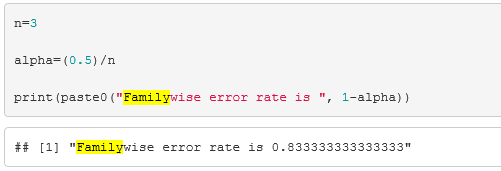 n=3
alpha=(0.5)/n
print(paste0("Familywise error rate is ", 1-alpha))
## [1] "Familywise error rate is 0.833333333333333"